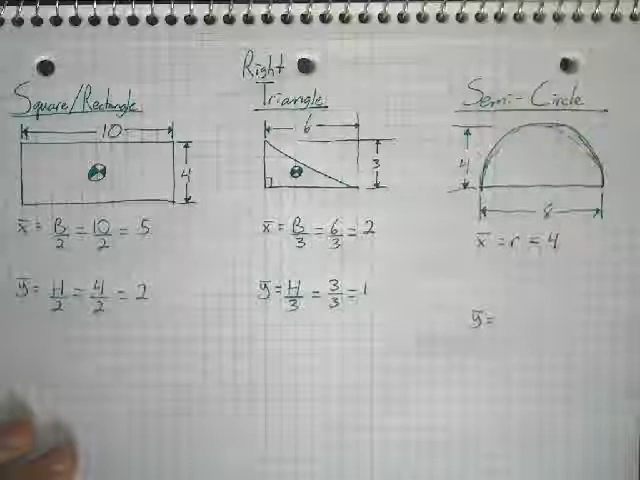 Square/Rectangle
10
4
x̄ = B/2 = 10/2 = 5
ȳ = H/2 = 4/2 = 2
Right
Triangle
6
3
x̄ = B/3 = 6/3 = 2
ȳ = H/3 = 3/3 = 1
Semi-Circle
4
8
x̄ = r = 4
ȳ =